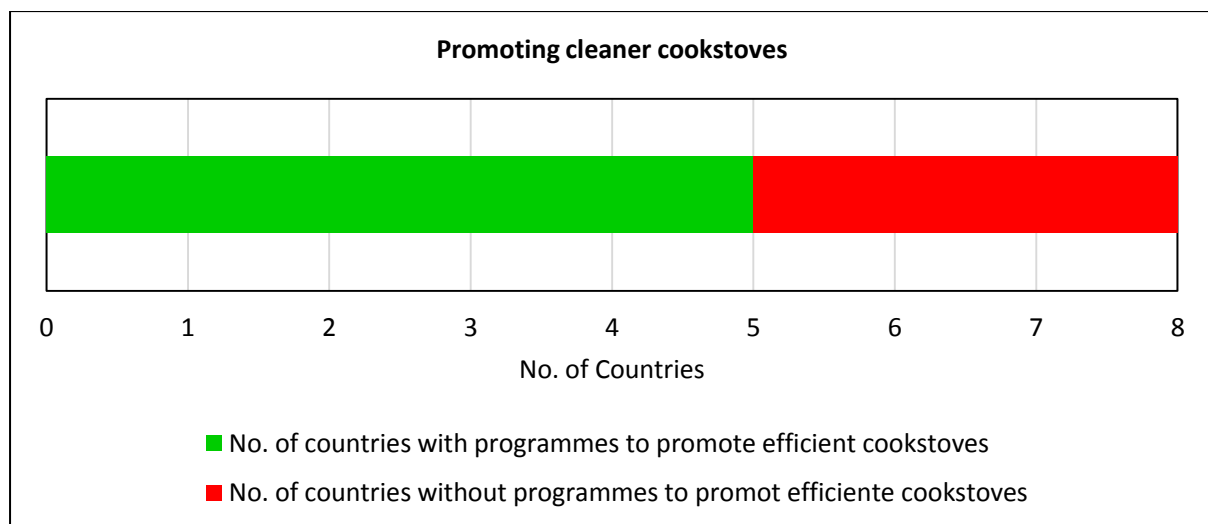 Promoting cleaner cookstoves
0 1 2 3 4 5 6 7 8
No. of Countries
No. of countries with programmes to promote efficient cookstoves
No. of countries without programmes to promot efficiente cookstoves